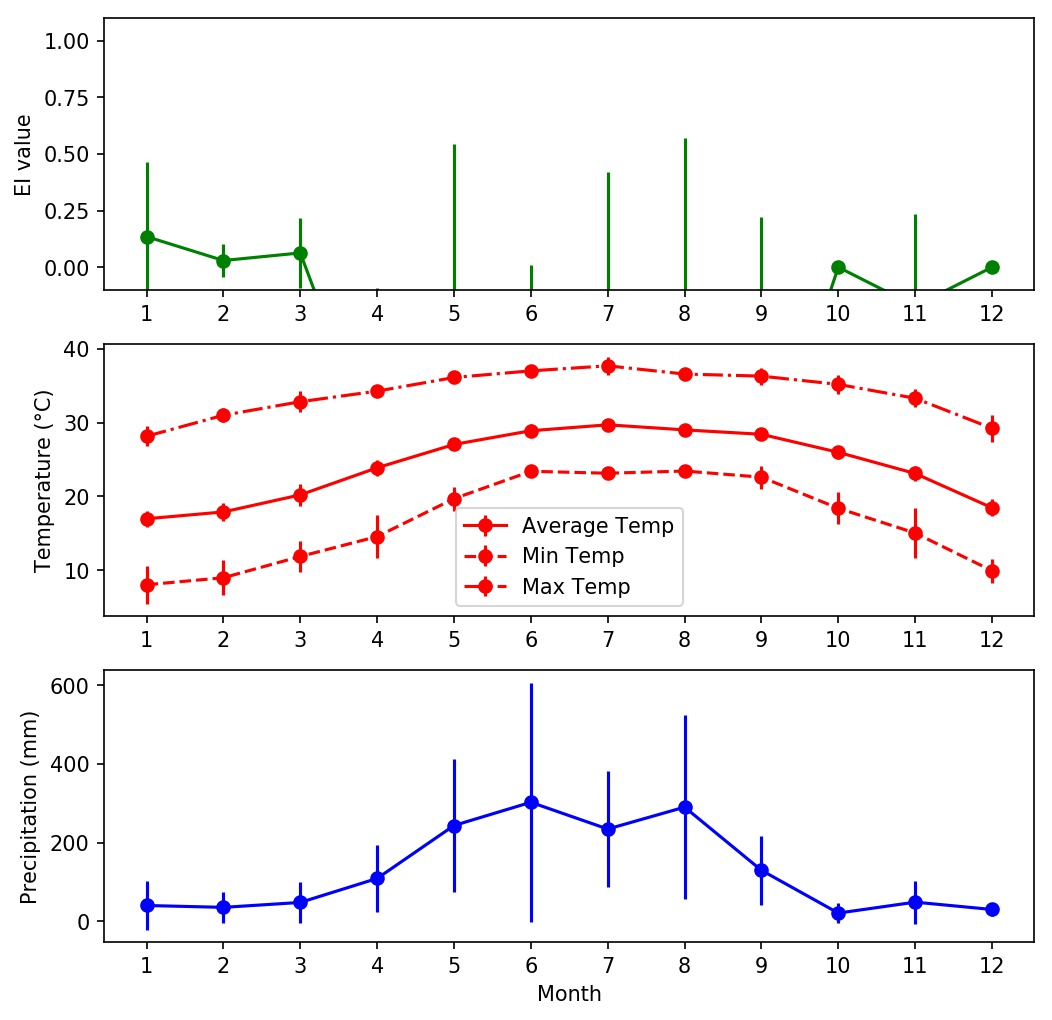 EI value
1.00
0.75
0.50
0.25
0.00
1 2 3 4 5 6 7 8 9 10 11 12
Temperature (°C)
40
30
20
10
Average Temp
Min Temp
Max Temp
1 2 3 4 5 6 7 8 9 10 11 12
Precipitation (mm)
600
400
200
0
1 2 3 4 5 6 7 8 9 10 11 12
Month